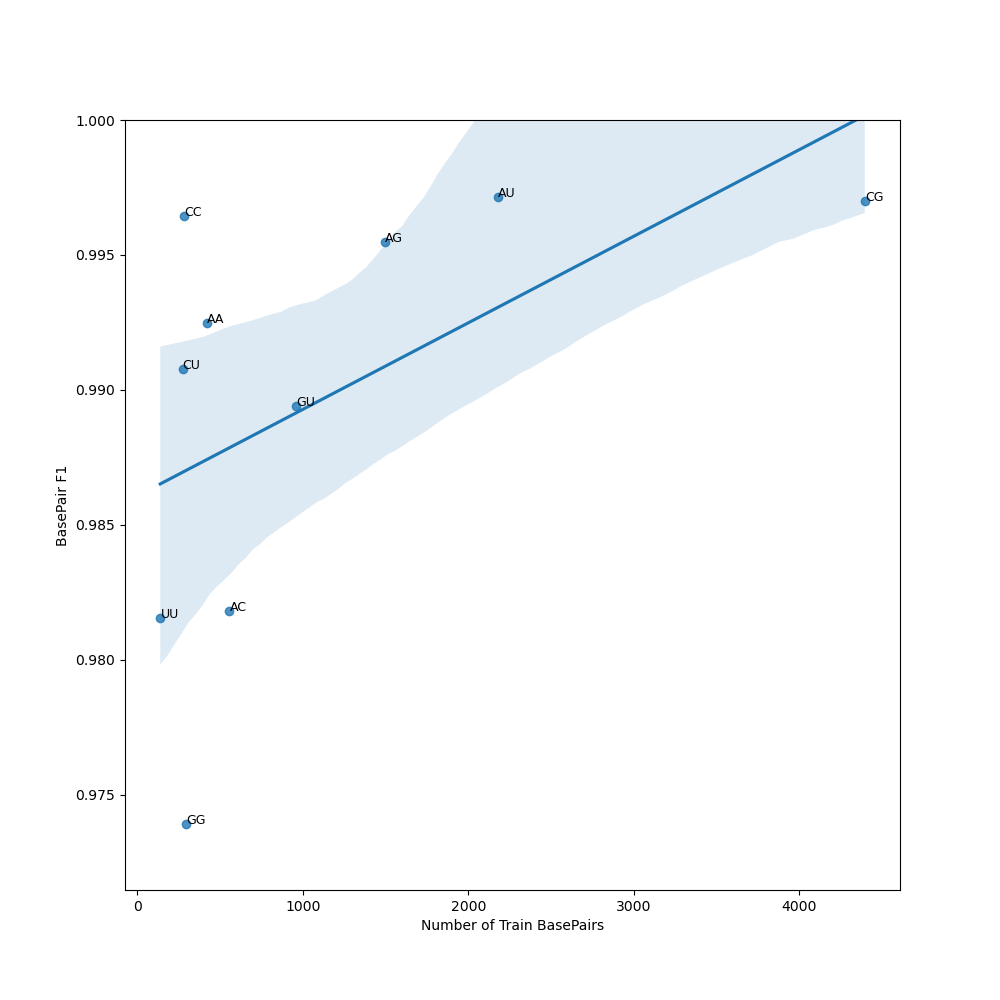 1.000
0.995
0.990
0.985
0.980
0.975
BasePair F1
CC
AU
CG
AG
AA
CU
GU
UU
AC
GG
0
1000
2000
3000
4000
Number of Train BasePairs